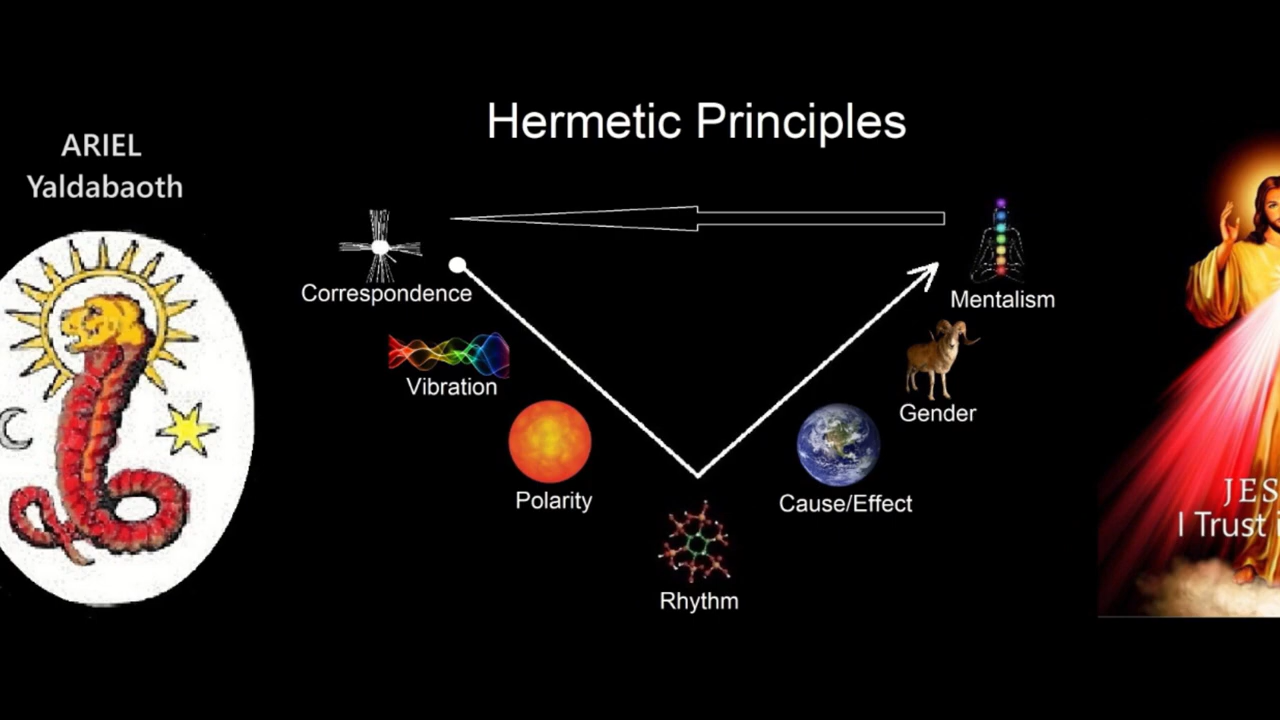 Hermetic Principles
ARIEL
Yaldabaoth
Correspondence
Mentalism
Vibration
Gender
Polarity
Cause/Effect
Rhythm
JES
I Trust i